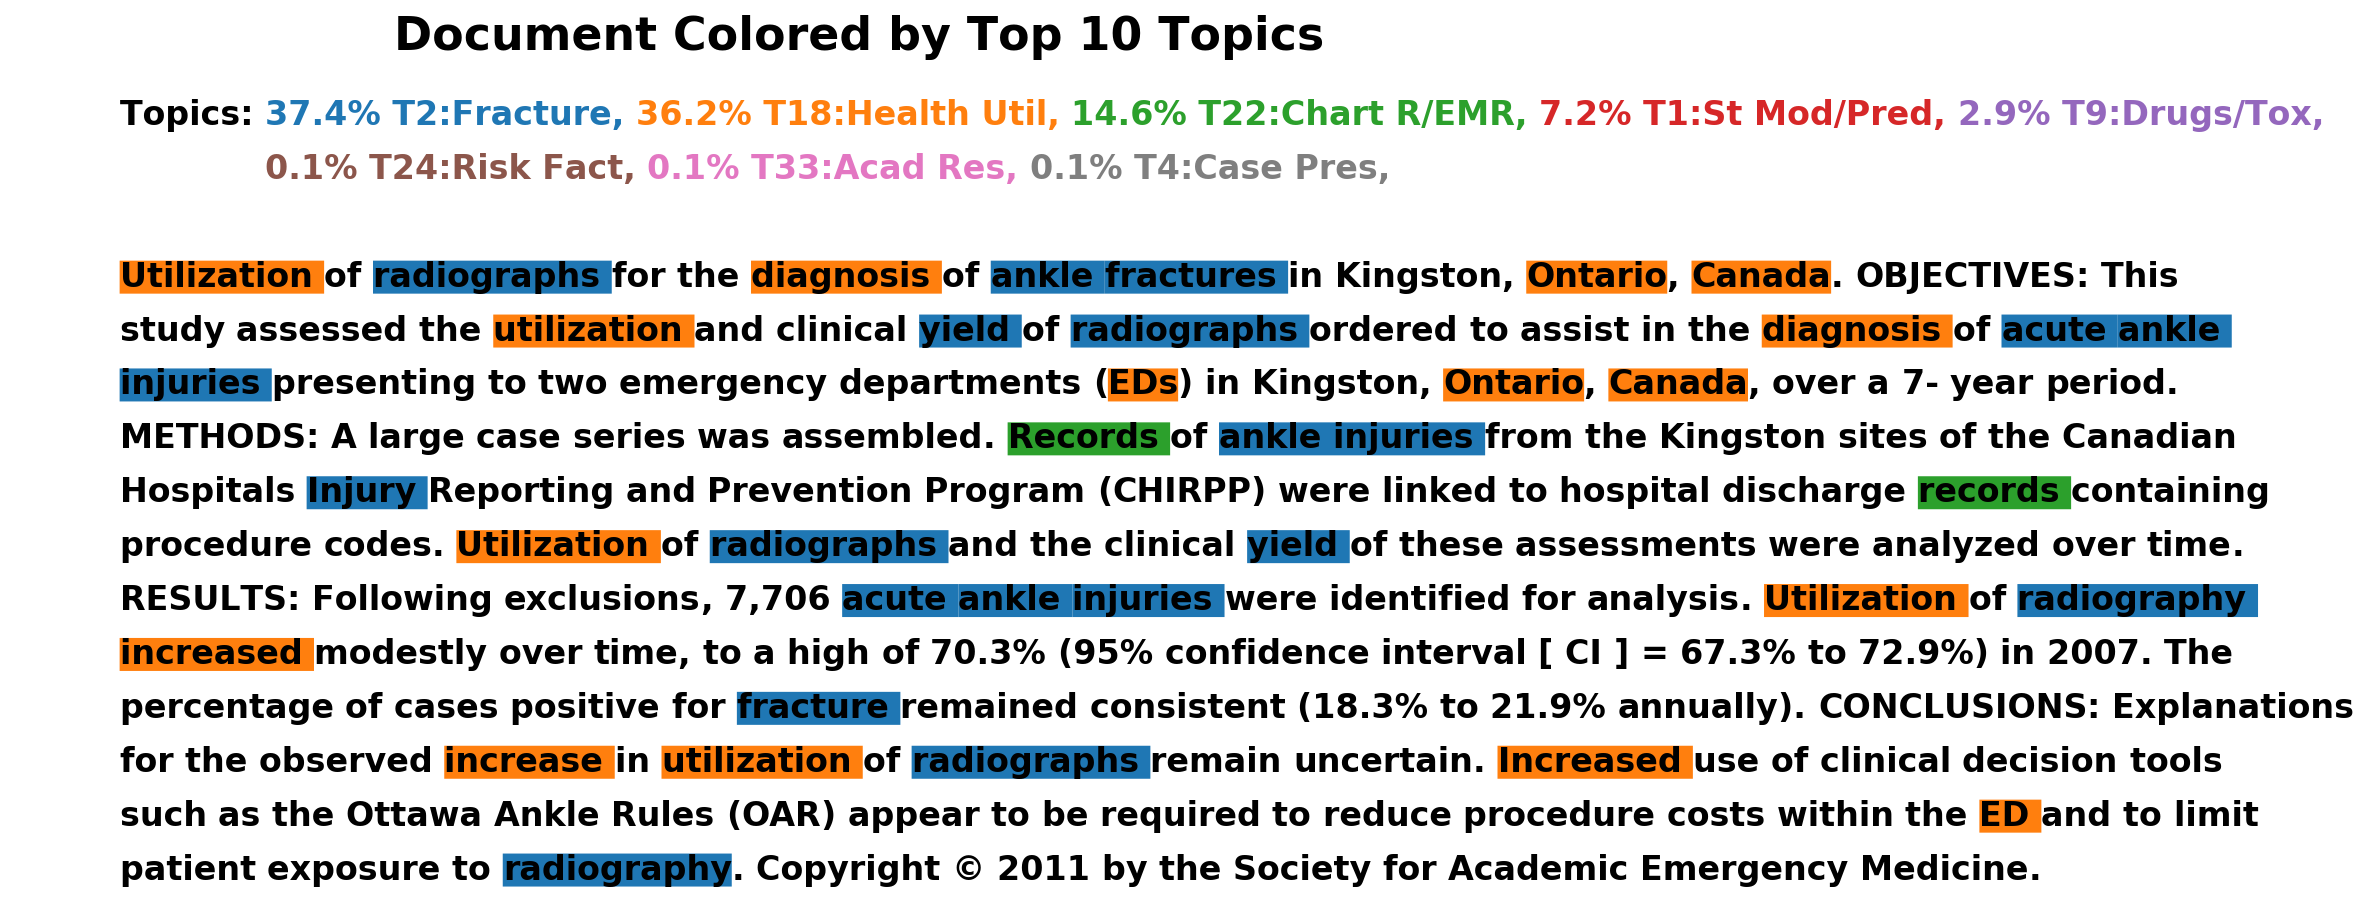 Document Colored by Top 10 Topics
Topics: 37.4% T2:Fracture, 36.2% T18:Health Util, 14.6% T22:Chart R/EMR, 7.2% T1:St Mod/Pred, 2.9% T9:Drugs/Tox,
0.1% T24:Risk Fact, 0.1% T33:Acad Res, 0.1% T4:Case Pres,
Utilization of radiographs for the diagnosis of ankle fractures in Kingston, Ontario, Canada. OBJECTIVES: This
study assessed the utilization and clinical yield of radiographs ordered to assist in the diagnosis of acute ankle
injuries presenting to two emergency departments (EDs) in Kingston, Ontario, Canada, over a 7- year period.
METHODS: A large case series was assembled. Records of ankle injuries from the Kingston sites of the Canadian
Hospitals Injury Reporting and Prevention Program (CHIRPP) were linked to hospital discharge records containing
procedure codes. Utilization of radiographs and the clinical yield of these assessments were analyzed over time.
RESULTS: Following exclusions, 7,706 acute ankle injuries were identified for analysis. Utilization of radiography
increased modestly over time, to a high of 70.3% (95% confidence interval [ CI ] = 67.3% to 72.9%) in 2007. The
percentage of cases positive for fracture remained consistent (18.3% to 21.9% annually). CONCLUSIONS: Explanations
for the observed increase in utilization of radiographs remain uncertain. Increased use of clinical decision tools
such as the Ottawa Ankle Rules (OAR) appear to be required to reduce procedure costs within the ED and to limit
patient exposure to radiography. Copyright © 2011 by the Society for Academic Emergency Medicine.